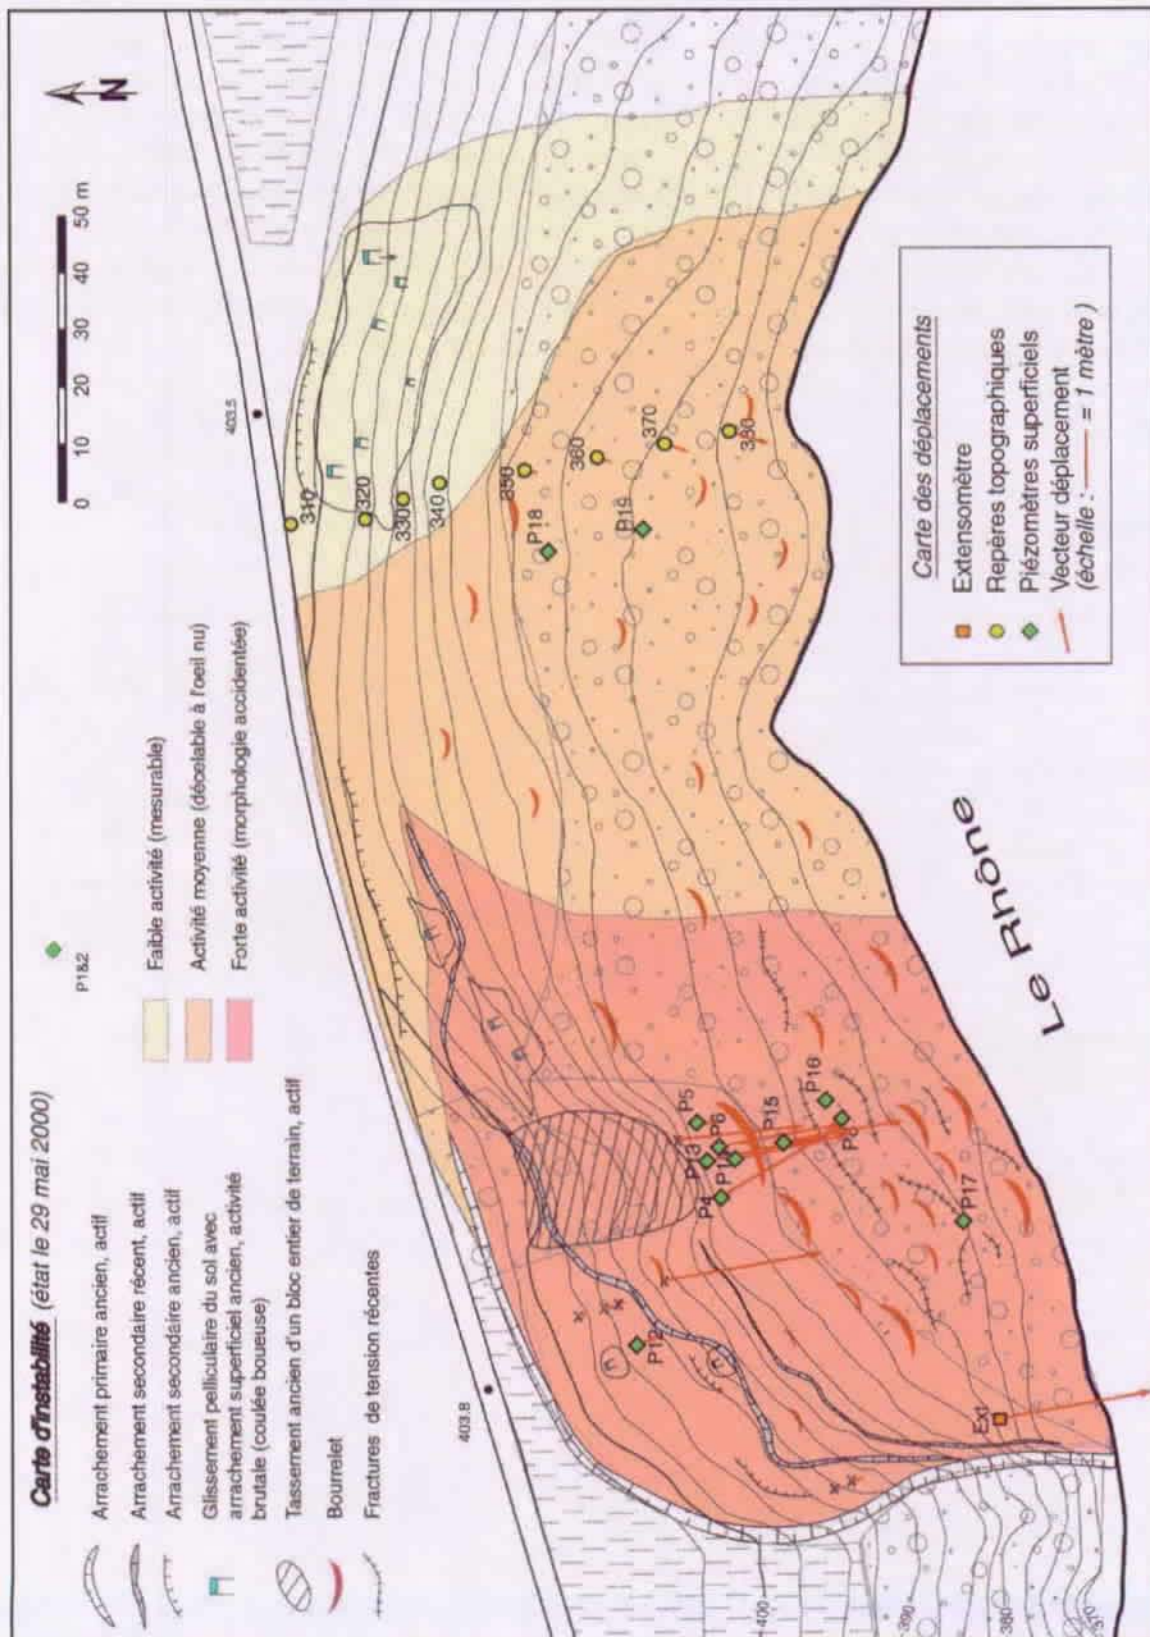 Carte d'instabilité (état le 29 mai 2000)
Arrachement primaire ancien, actif
Arrachement secondaire récent, actif
Arrachement secondaire ancien, actif
Glissement pelliculaire du sol avec
arrachement superficiel ancien, activité
brutale (coulée boueuse)
Tassement ancien d'un bloc entier de terrain, actif
Bourrelet
Fractures de tension récentes
P1&2
Faible activité (mesurable)
Activité moyenne (décelable à l'oeil nu)
Forte activité (morphologie accidentée)
0 10 20 30 40 50 m
N
403.8
403.5
310
320
330
340
350
360
370
380
P18
P19
P5
P6
P13
P4
P15
P16
P17
P12
Ext
400
390
380
370
Le Rhône
Carte des déplacements
Extensomètre
Repères topographiques
Piézomètres superficiels
Vecteur déplacement
(échelle : = 1 mètre )